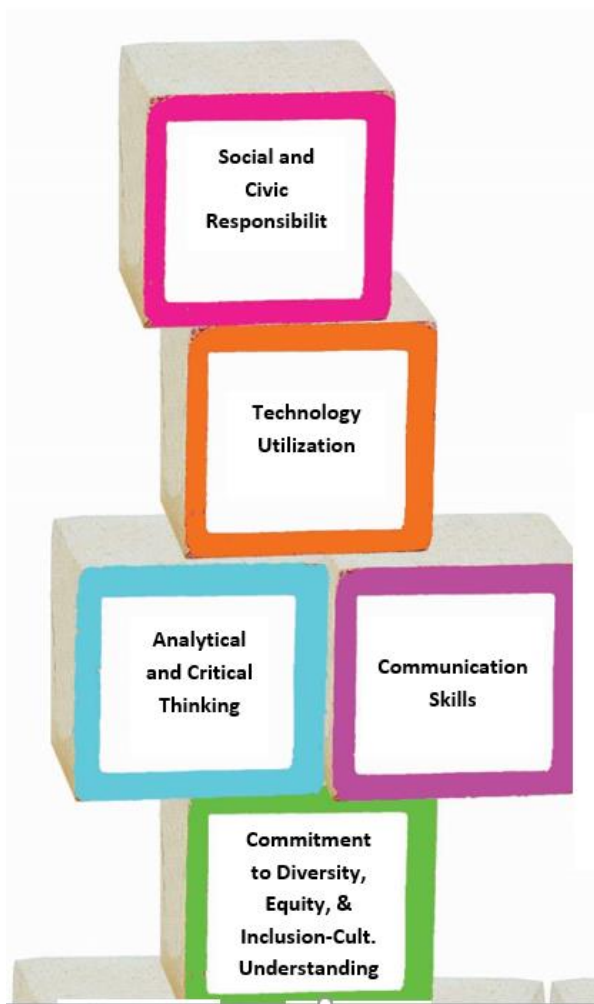 Social and
Civic
Responsibilit
Technology
Utilization
Analytical
and Critical
Thinking
Communication
Skills
Commitment
to Diversity,
Equity, &
Inclusion-Cult.
Understanding